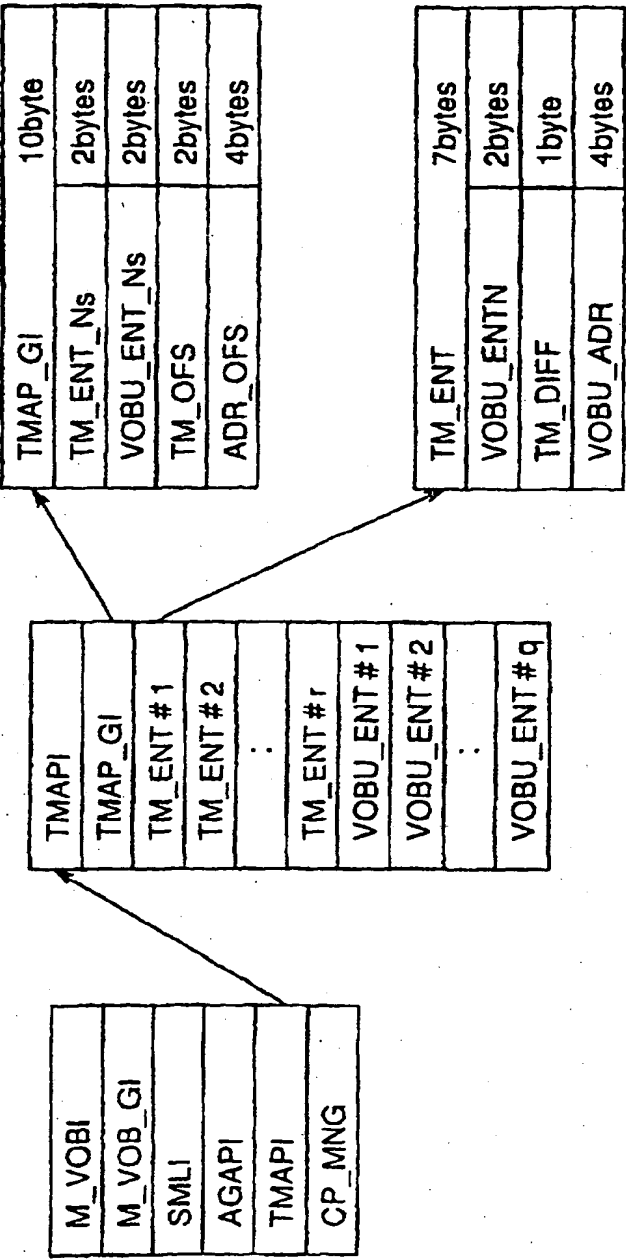 M_VOBI
M_VOB_GI
SMLI
AGAPI
TMAPI
CP_MNG
TMAPI
TMAP_GI
TM_ENT#1
TM_ENT#2
:
TM_ENT#r
VOBU_ENT#1
VOBU_ENT#2
:
VOBU_ENT#q
TMAP_GI 10byte
TM_ENT_Ns 2bytes
VOBU_ENT_Ns 2bytes
TM_OFS 2bytes
ADR_OFS 4bytes
TM_ENT 7bytes
VOBU_ENTN 2bytes
TM_DIFF 1byte
VOBU_ADR 4bytes